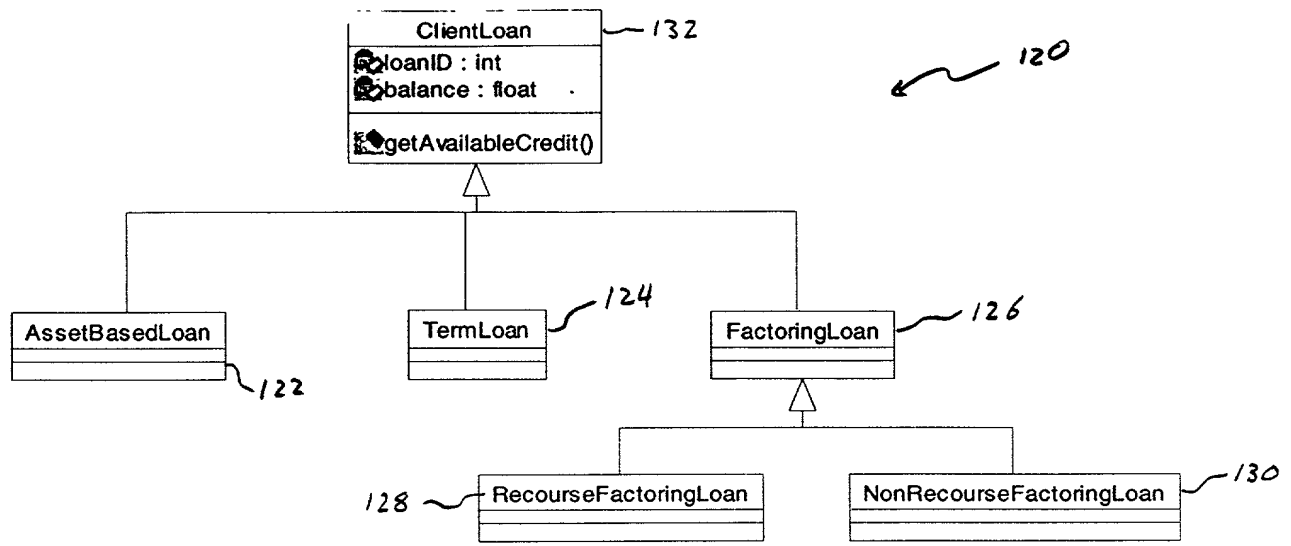 ClientLoan
132
loanID : int
balance : float
getAvailableCredit()
120
AssetBasedLoan
122
TermLoan
124
FactoringLoan
126
128
RecourseFactoringLoan
NonRecourseFactoringLoan
130